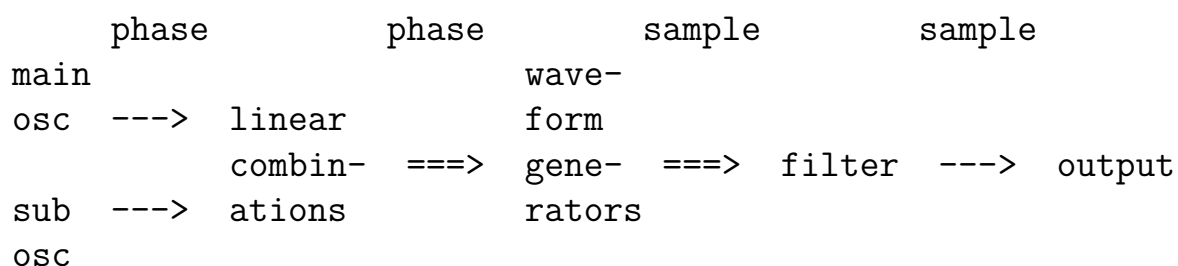 phase           phase          sample          sample
main                       wave-
osc  --->  linear          form
           combin-  ===>  gene-  ===>  filter  --->  output
sub  --->  ations          rators
osc